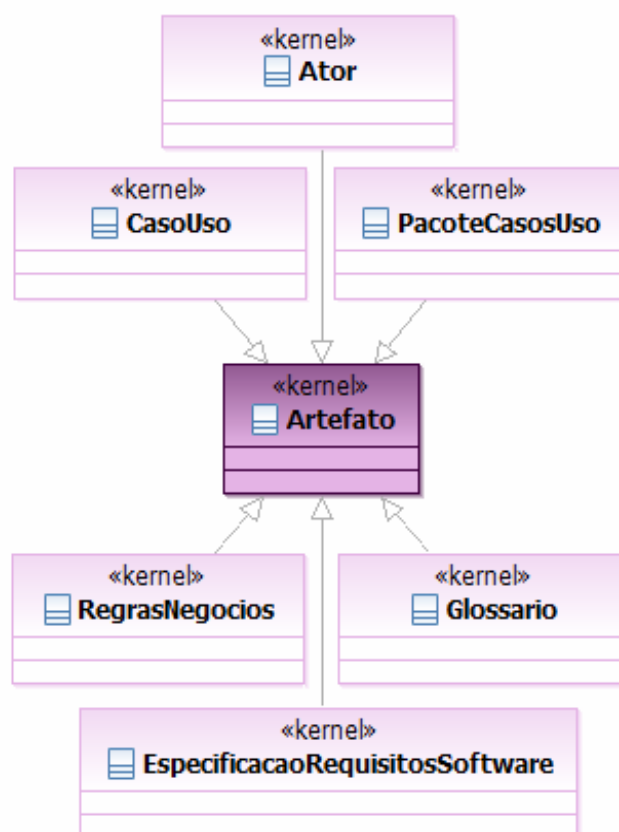 «kernel»
Ator
«kernel»
CasoUso
«kernel»
PacoteCasosUso
«kernel»
Artefato
«kernel»
RegrasNegocios
«kernel»
Glossario
«kernel»
EspecificacaoRequisitosSoftware